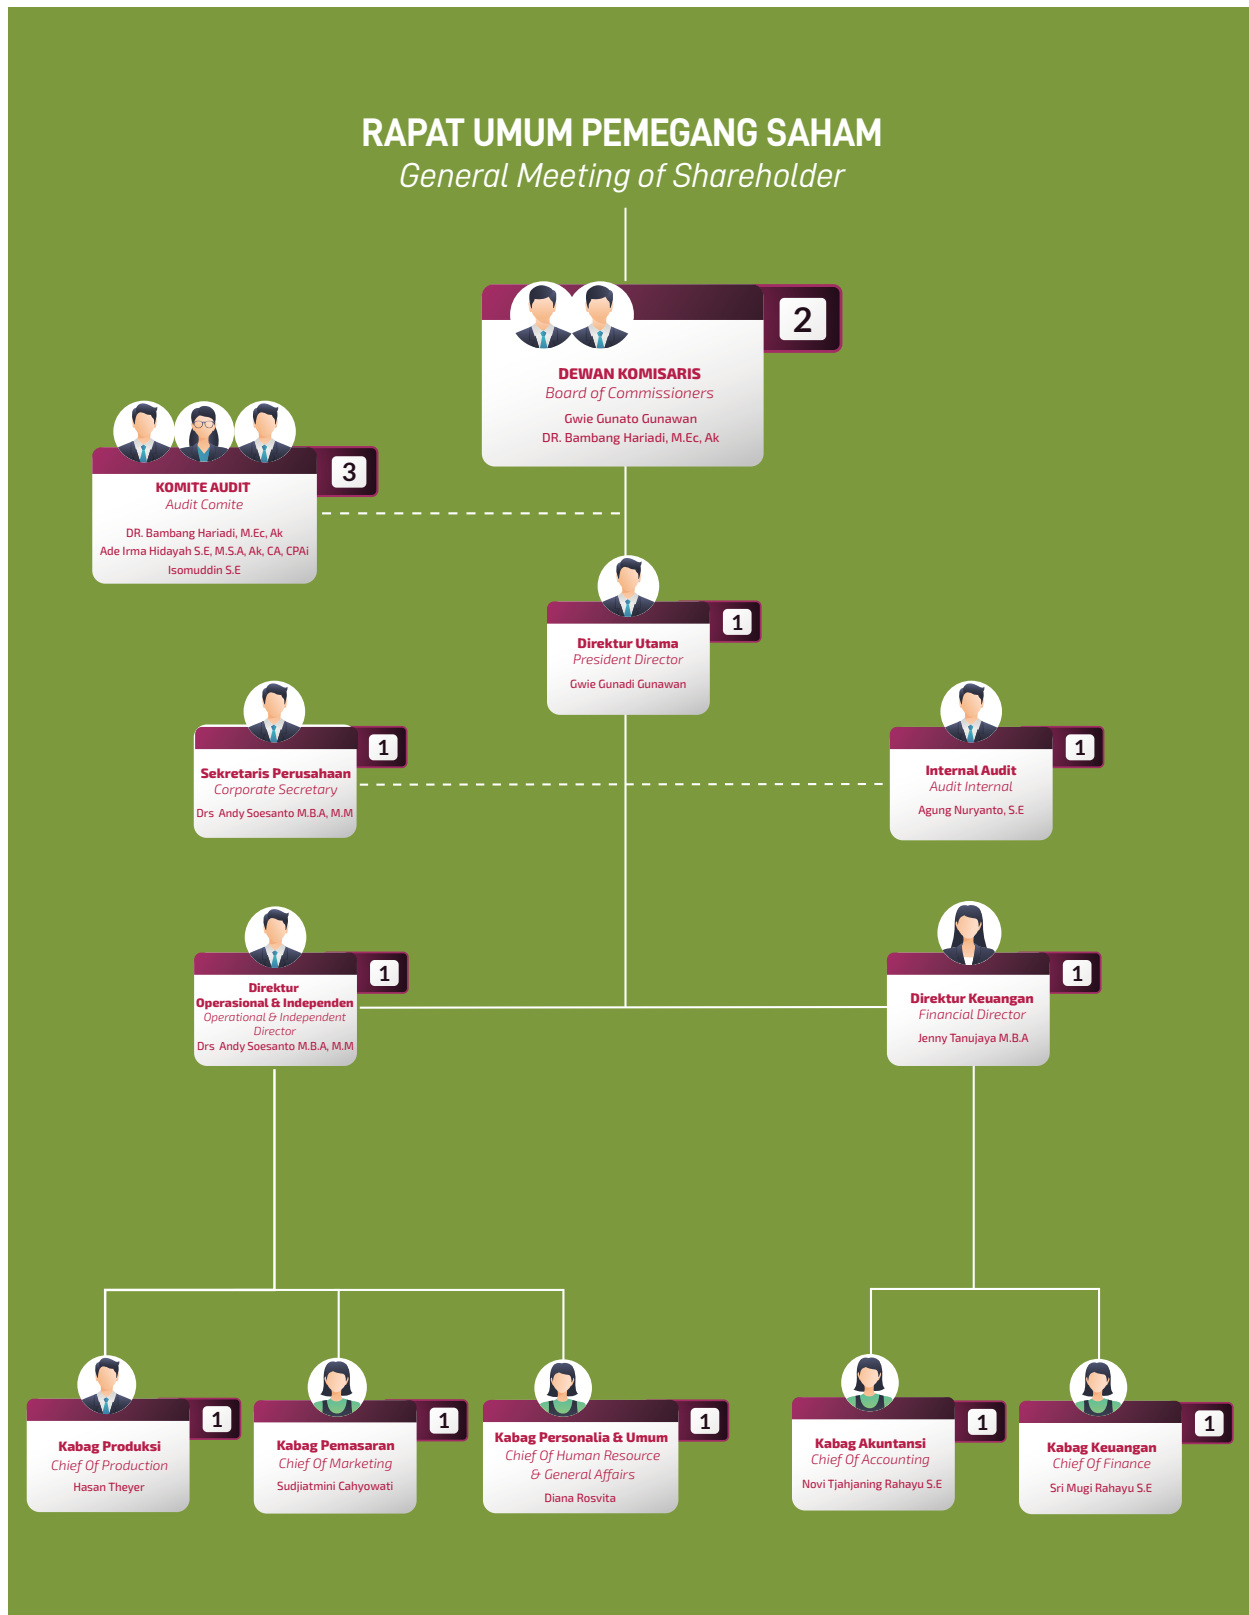 RAPAT UMUM PEMEGANG SAHAM
General Meeting of Shareholder
2
DEWAN KOMISARIS
Board of Commissioners
Gwie Gunato Gunawan
DR. Bambang Hariadi, M.Ec, Ak
3
KOMITE AUDIT
Audit Comite
DR. Bambang Hariadi, M.Ec, Ak
Ade Irma Hidayah S.E, M.S.A, Ak, CA, CPAi
Isomuddin S.E
1
Direktur Utama
President Director
Gwie Gunadi Gunawan
1
Sekretaris Perusahaan
Corporate Secretary
Drs Andy Soesanto M.B.A, M.M
1
Internal Audit
Audit Internal
Agung Nuryanto, S.E
1
Direktur
Operasional & Independen
Operational & Independent
Director
Drs Andy Soesanto M.B.A, M.M
1
Direktur Keuangan
Financial Director
Jenny Tanujaya M.B.A
1
Kabag Produksi
Chief Of Production
Hasan Theyer
1
Kabag Pemasaran
Chief Of Marketing
Sudjiatmini Cahyowati
1
Kabag Personalia & Umum
Chief Of Human Resource
& General Affairs
Diana Rosvita
1
Kabag Akuntansi
Chief Of Accounting
Novi Tjahjaning Rahayu S.E
1
Kabag Keuangan
Chief Of Finance
Sri Mugi Rahayu S.E